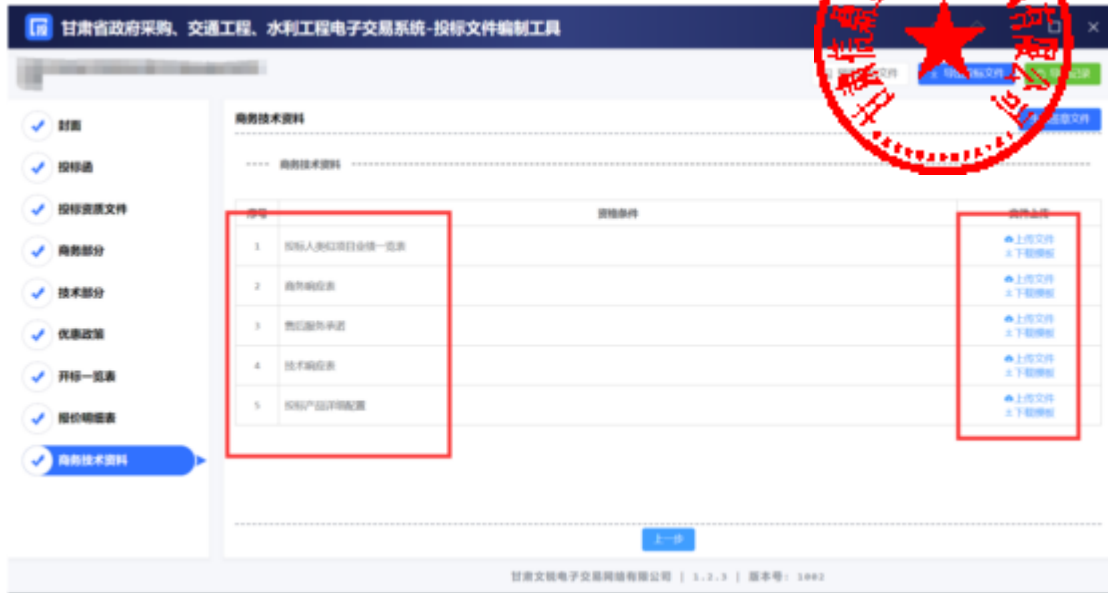 甘肃省政府采购、交通工程、水利工程电子交易系统-投标文件编制工具
封面
投标函
投标资质文件
商务部分
技术部分
优惠政策
开标一览表
报价明细表
商务技术资料
商务技术资料
商务技术资料
序号 资格条件 文件上传
1 投标人类似项目业绩一览表 上传文件
下载模板
2 商务响应表 上传文件
下载模板
3 售后服务承诺 上传文件
下载模板
4 技术响应表 上传文件
下载模板
5 投标产品详细配置 上传文件
下载模板
上一步
甘肃文锐电子交易网络有限公司 | 1.2.3 | 版本号: 1002